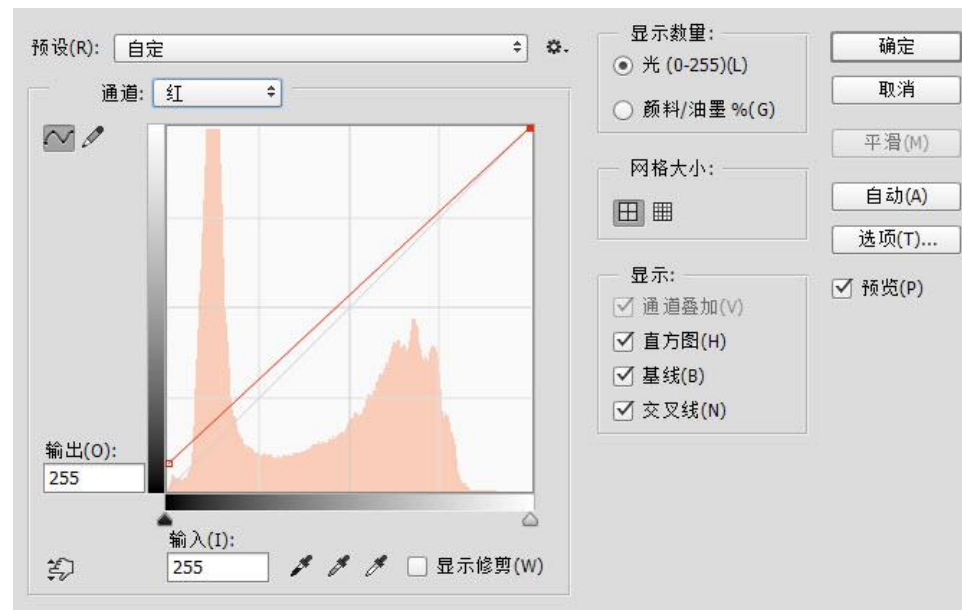 预设(R): 自定
通道: 红
输出(O):
255
输入(I):
255
显示修剪(W)
显示数量:
光 (0-255)(L)
颜料/油墨 %(G)
网格大小:
显示:
通道叠加(V)
直方图(H)
基线(B)
交叉线(N)
确定
取消
平滑(M)
自动(A)
选项(T)...
预览(P)